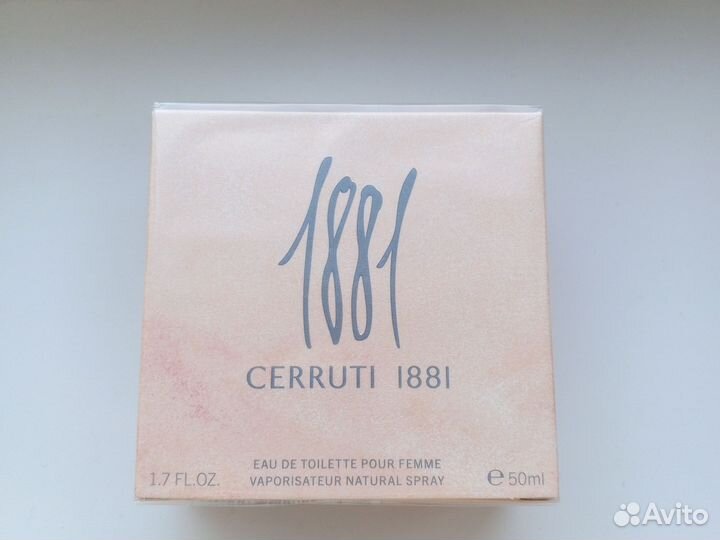 1881
CERRUTI 1881
EAU DE TOILETTE POUR FEMME
1.7 FL.OZ. VAPORISATEUR NATURAL SPRAY ℮50ml
Avito